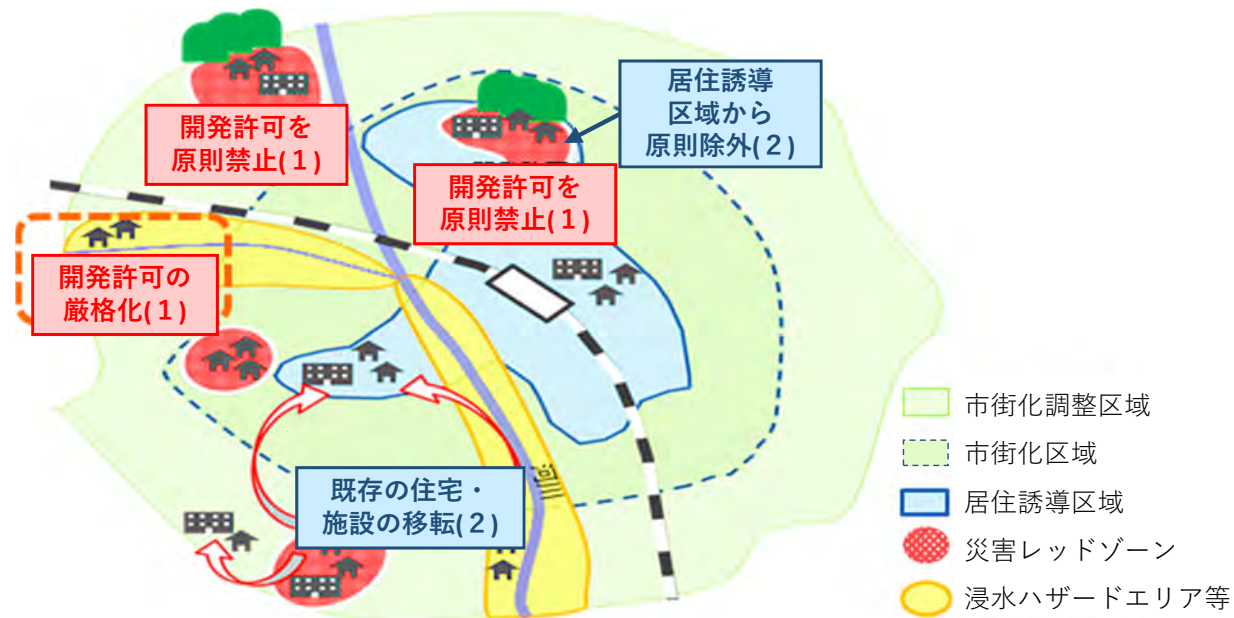 居住誘導
区域から
原則除外(２)
開発許可を
原則禁止(１)
開発許可を
原則禁止(１)
開発許可の
厳格化(１)
既存の住宅・
施設の移転(２)
河川
市街化調整区域
市街化区域
居住誘導区域
災害レッドゾーン
浸水ハザードエリア等